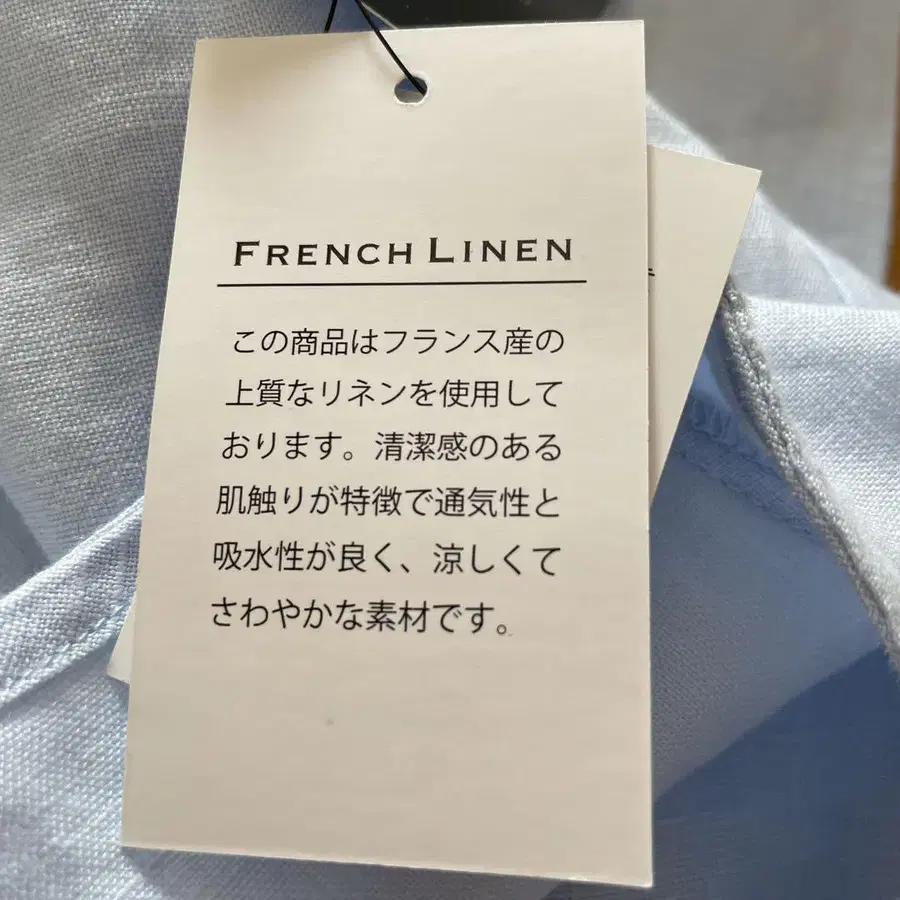 FRENCH LINEN
この商品はフランス産の
上質なリネンを使用して
おります。清潔感のある
肌触りが特徴で通気性と
吸水性が良く、涼しくて
さわやかな素材です。